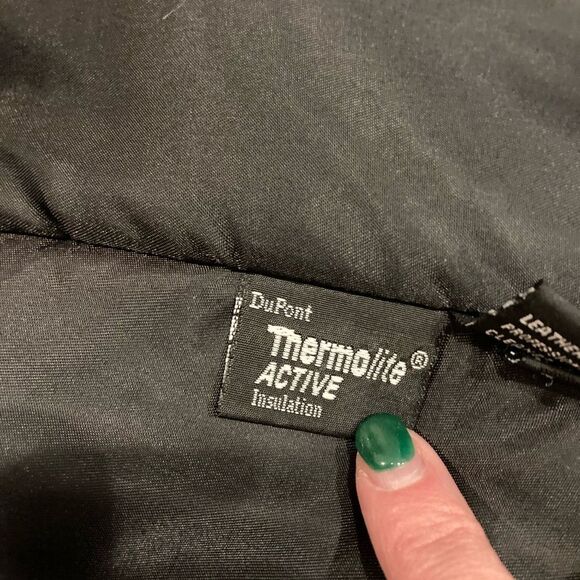 DuPont
Thermolite®
ACTIVE
Insulation
LEATHER